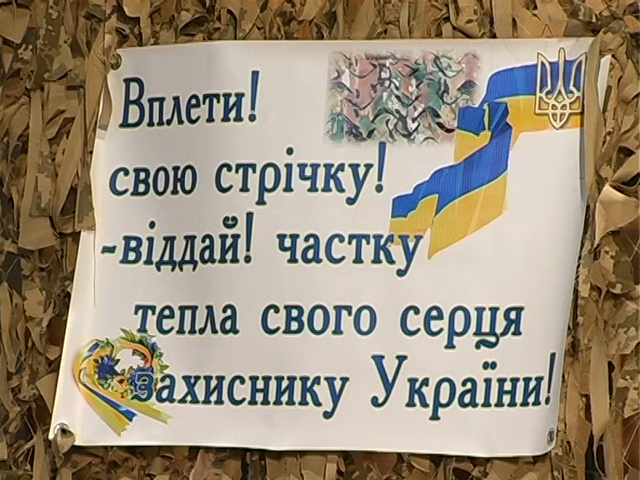 Вплети!
свою стрічку!
-віддай! частку
тепла свого серця
захиснику України!